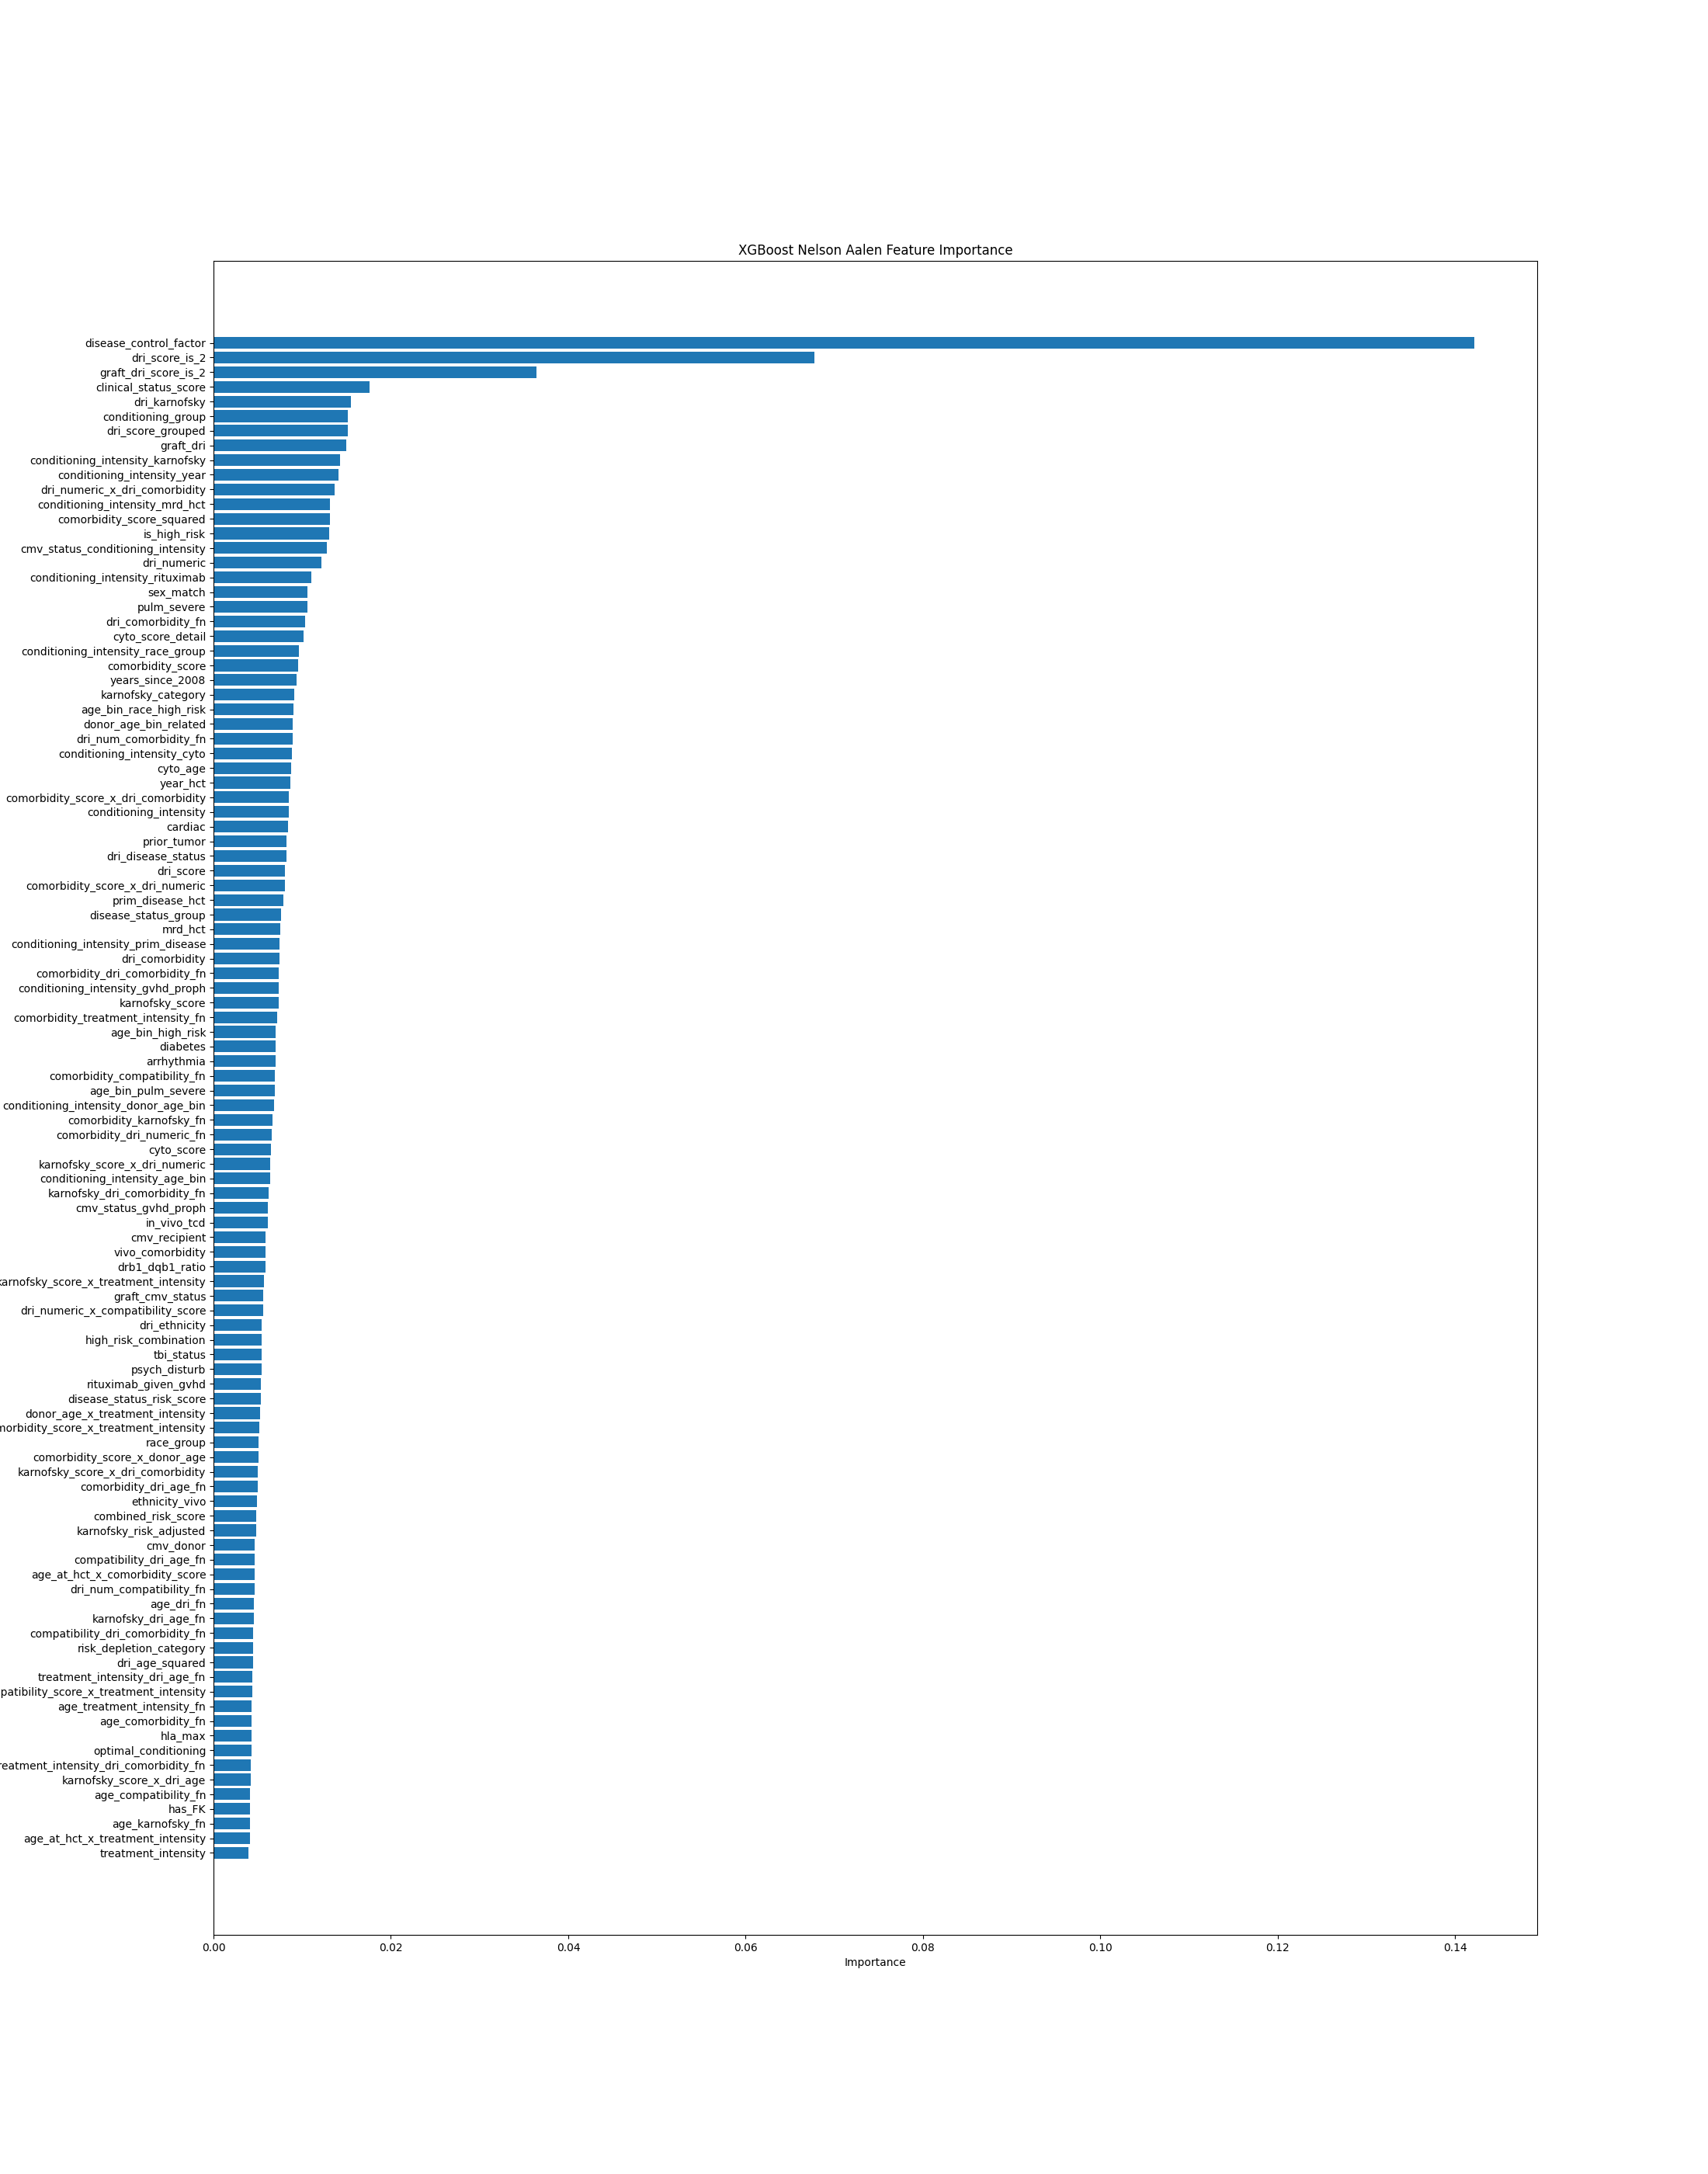 XGBoost Nelson Aalen Feature Importance
disease_control_factor
dri_score_is_2
graft_dri_score_is_2
clinical_status_score
dri_karnofsky
conditioning_group
dri_score_grouped
graft_dri
conditioning_intensity_karnofsky
conditioning_intensity_year
dri_numeric_x_dri_comorbidity
conditioning_intensity_mrd_hct
comorbidity_score_squared
is_high_risk
cmv_status_conditioning_intensity
dri_numeric
conditioning_intensity_rituximab
sex_match
pulm_severe
dri_comorbidity_fn
cyto_score_detail
conditioning_intensity_race_group
comorbidity_score
years_since_2008
karnofsky_category
age_bin_race_high_risk
donor_age_bin_related
dri_num_comorbidity_fn
conditioning_intensity_cyto
cyto_age
year_hct
comorbidity_score_x_dri_comorbidity
conditioning_intensity
cardiac
prior_tumor
dri_disease_status
dri_score
comorbidity_score_x_dri_numeric
prim_disease_hct
disease_status_group
mrd_hct
conditioning_intensity_prim_disease
dri_comorbidity
comorbidity_dri_comorbidity_fn
conditioning_intensity_gvhd_proph
karnofsky_score
comorbidity_treatment_intensity_fn
age_bin_high_risk
diabetes
arrhythmia
comorbidity_compatibility_fn
age_bin_pulm_severe
conditioning_intensity_donor_age_bin
comorbidity_karnofsky_fn
comorbidity_dri_numeric_fn
cyto_score
karnofsky_score_x_dri_numeric
conditioning_intensity_age_bin
karnofsky_dri_comorbidity_fn
cmv_status_gvhd_proph
in_vivo_tcd
cmv_recipient
vivo_comorbidity
drb1_dqb1_ratio
karnofsky_score_x_treatment_intensity
graft_cmv_status
dri_numeric_x_compatibility_score
dri_ethnicity
high_risk_combination
tbi_status
psych_disturb
rituximab_given_gvhd
disease_status_risk_score
donor_age_x_treatment_intensity
morbidity_score_x_treatment_intensity
race_group
comorbidity_score_x_donor_age
karnofsky_score_x_dri_comorbidity
comorbidity_dri_age_fn
ethnicity_vivo
combined_risk_score
karnofsky_risk_adjusted
cmv_donor
compatibility_dri_age_fn
age_at_hct_x_comorbidity_score
dri_num_compatibility_fn
age_dri_fn
karnofsky_dri_age_fn
compatibility_dri_comorbidity_fn
risk_depletion_category
dri_age_squared
treatment_intensity_dri_age_fn
patibility_score_x_treatment_intensity
age_treatment_intensity_fn
age_comorbidity_fn
hla_max
optimal_conditioning
reatment_intensity_dri_comorbidity_fn
karnofsky_score_x_dri_age
age_compatibility_fn
has_FK
age_karnofsky_fn
age_at_hct_x_treatment_intensity
treatment_intensity
0.00 0.02 0.04 0.06 0.08 0.10 0.12 0.14
Importance